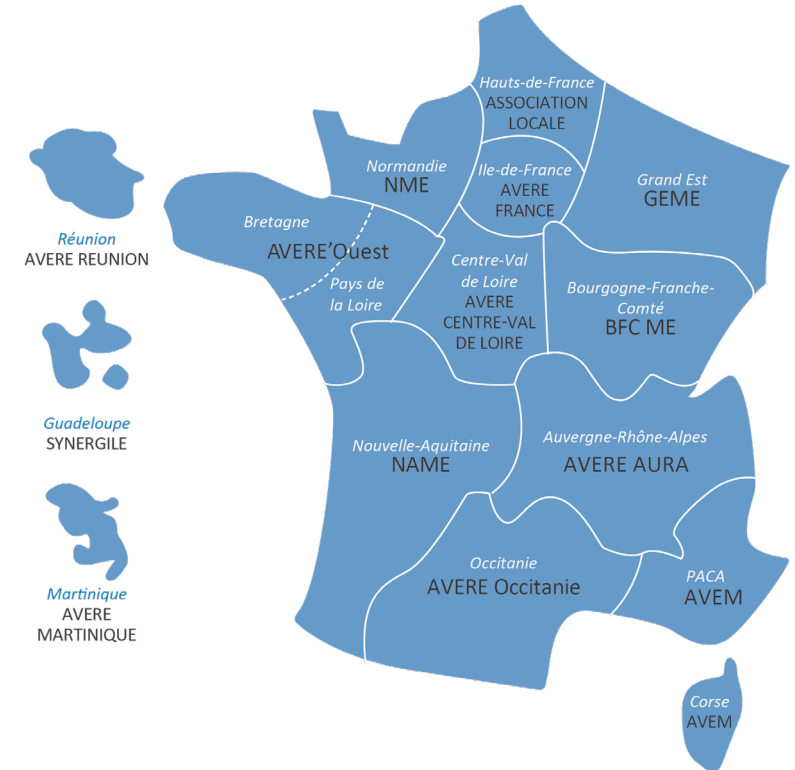 Hauts-de-France
ASSOCIATION
LOCALE
Normandie
NME
Ile-de-France
AVERE
FRANCE
Grand Est
GEME
Bretagne
AVERE'Ouest
Pays de
la Loire
Centre-Val
de Loire
AVERE
CENTRE-VAL
DE LOIRE
Bourgogne-Franche-
Comté
BFC ME
Nouvelle-Aquitaine
NAME
Auvergne-Rhône-Alpes
AVERE AURA
Occitanie
AVERE Occitanie
PACA
AVEM
Corse
AVEM
Réunion
AVERE REUNION
Guadeloupe
SYNERGILE
Martinique
AVERE
MARTINIQUE